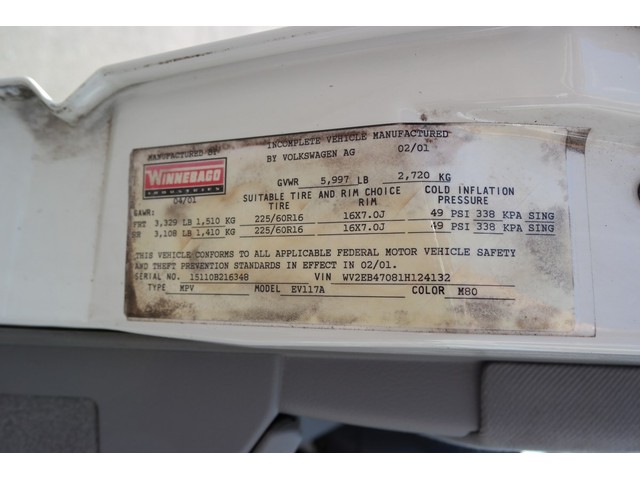 MANUFACTURED BY
WINNEBAGO
INDUSTRIES
04/01
INCOMPLETE VEHICLE MANUFACTURED
BY VOLKSWAGEN AG 02/01
GVWR 5,997 LB 2,720 KG
SUITABLE TIRE AND RIM CHOICE COLD INFLATION
TIRE RIM PRESSURE
GAWR:
FRT 3,329 LB 1,510 KG 225/60R16 16X7.0J 49 PSI 338 KPA SING
RR 3,108 LB 1,410 KG 225/60R16 16X7.0J 49 PSI 338 KPA SING
THIS VEHICLE CONFORMS TO ALL APPLICABLE FEDERAL MOTOR VEHICLE SAFETY
AND THEFT PREVENTION STANDARDS IN EFFECT IN 02/01.
SERIAL NO. 15110B216348 VIN WV2EB47081H124132
TYPE MPV MODEL EV117A COLOR M80